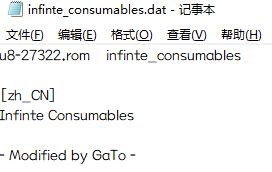 infinte_consumables.dat - 记事本
文件(F) 编辑(E) 格式(O) 查看(V) 帮助(H)
u8-27322.rom infinte_consumables
[zh_CN]
Infinte Consumables
- Modified by GaTo -